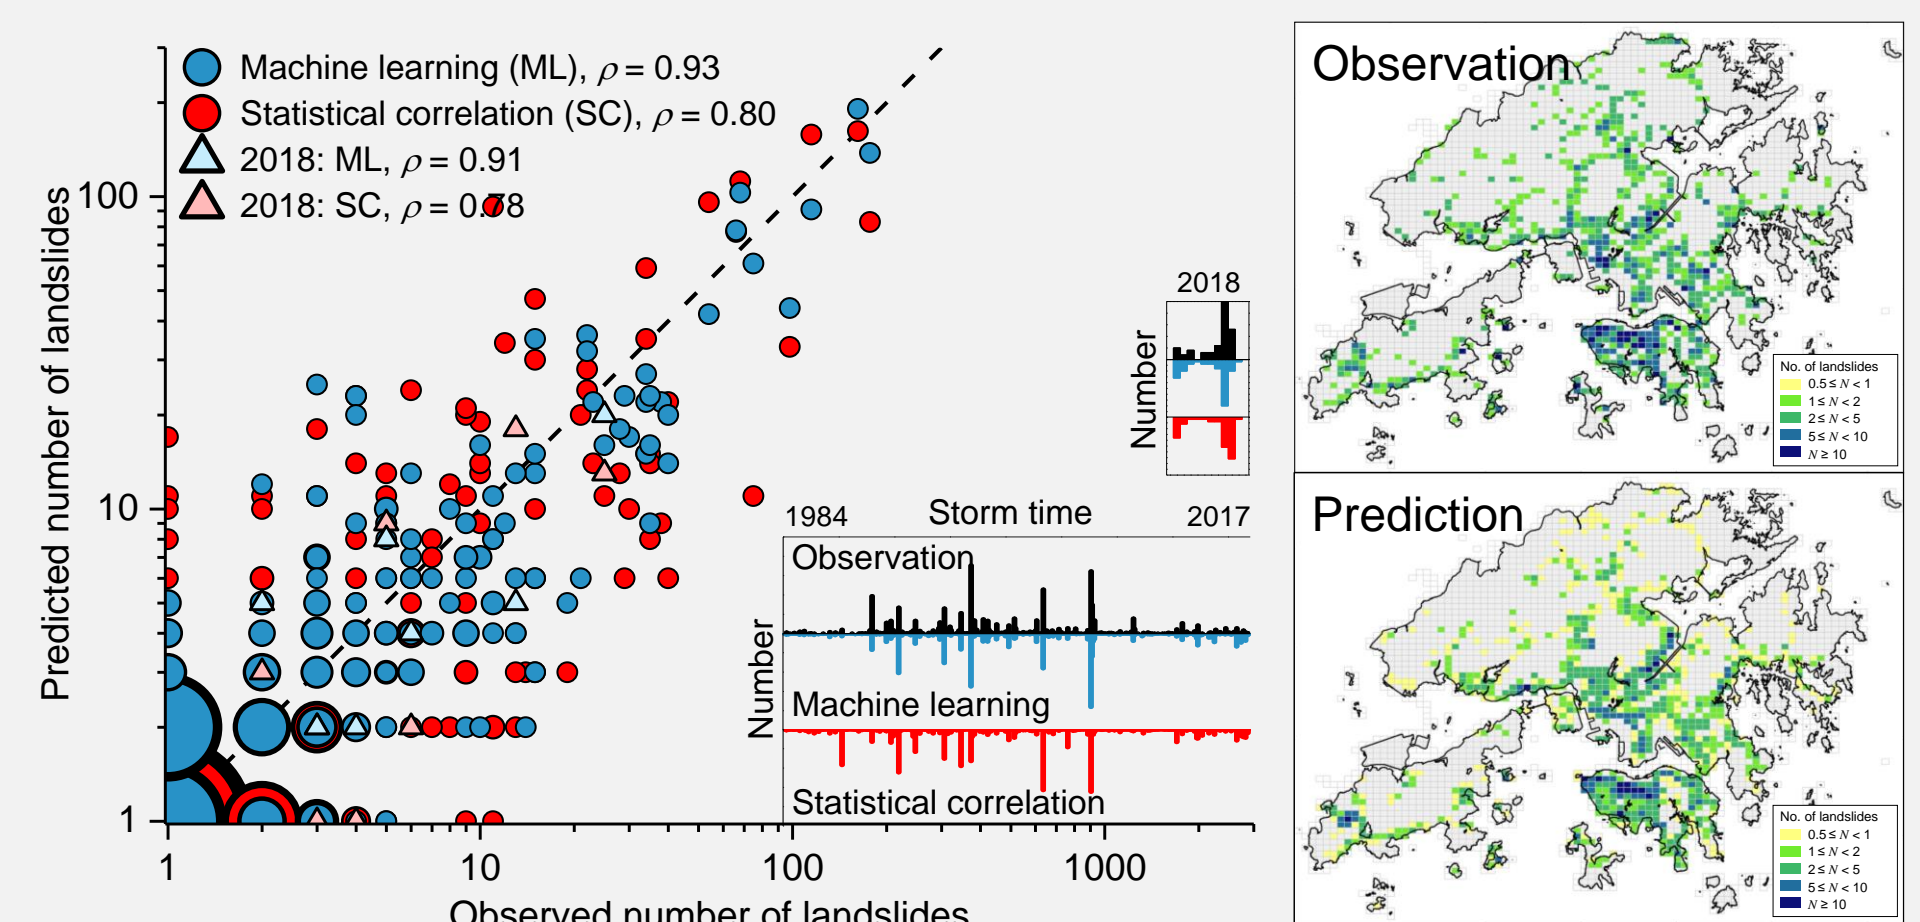 Machine learning (ML), ρ = 0.93
Statistical correlation (SC), ρ = 0.80
2018: ML, ρ = 0.91
2018: SC, ρ = 0.78
Predicted number of landslides
100
10
1
1
10
100
1000
Observed number of landslides
2018
Number
1984
Storm time
2017
Observation
Number
Machine learning
Statistical correlation
Observation
No. of landslides
0.5 ≤ N < 1
1 ≤ N < 2
2 ≤ N < 5
5 ≤ N < 10
N ≥ 10
Prediction
No. of landslides
0.5 ≤ N < 1
1 ≤ N < 2
2 ≤ N < 5
5 ≤ N < 10
N ≥ 10